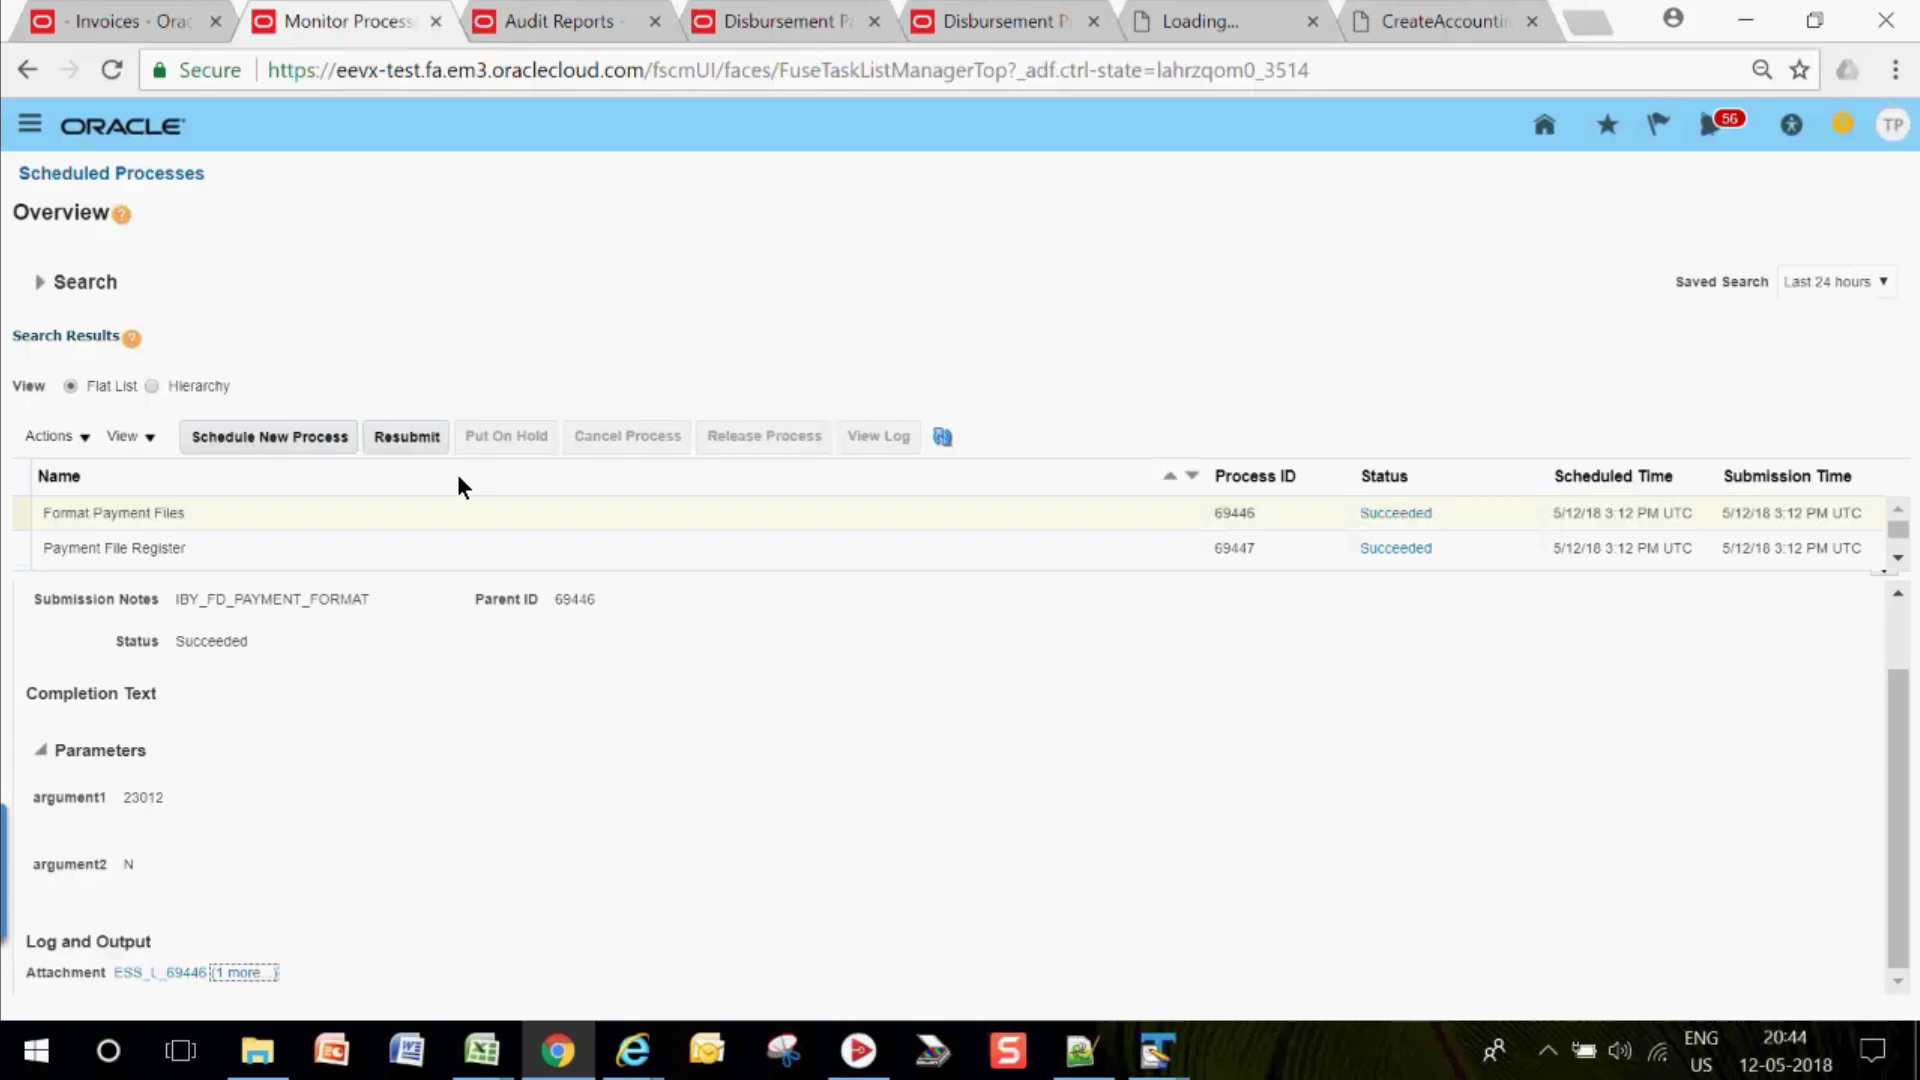 - Invoices - Orac
Monitor Process
Audit Reports -
Disbursement P
Disbursement P
Loading...
CreateAccounti
Secure
https://eevx-test.fa.em3.oraclecloud.com/fscmUI/faces/FuseTaskListManagerTop?_adf.ctrl-state=lahrzqom0_3514
ORACLE
56
TP
Scheduled Processes
Overview
Search
Saved Search Last 24 hours
Search Results
View Flat List Hierarchy
Actions View Schedule New Process Resubmit Put On Hold Cancel Process Release Process View Log
Name Process ID Status Scheduled Time Submission Time
Format Payment Files 69446 Succeeded 5/12/18 3:12 PM UTC 5/12/18 3:12 PM UTC
Payment File Register 69447 Succeeded 5/12/18 3:12 PM UTC 5/12/18 3:12 PM UTC
Submission Notes IBY_FD_PAYMENT_FORMAT Parent ID 69446
Status Succeeded
Completion Text
Parameters
argument1 23012
argument2 N
Log and Output
Attachment ESS_L_69446 (1 more...)
ENG
US
20:44
12-05-2018